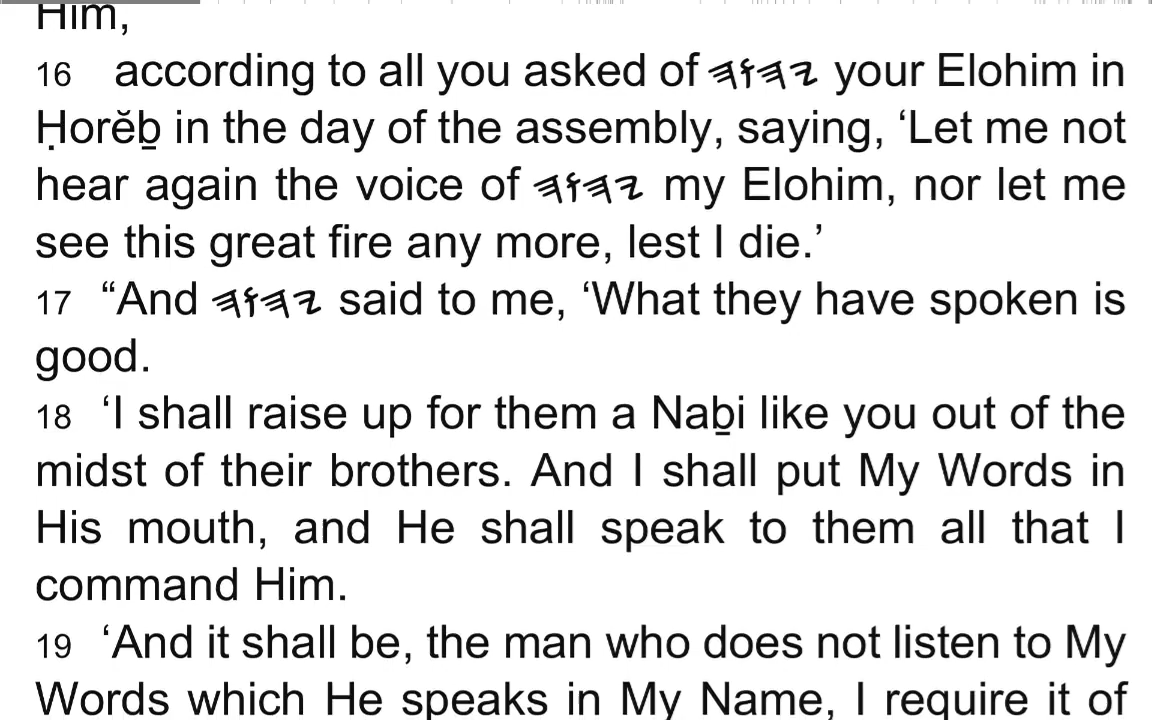 Him,
16 according to all you asked of 𐤉𐤄𐤅𐤄 your Elohim in
Ḥorĕḇ in the day of the assembly, saying, ‘Let me not
hear again the voice of 𐤉𐤄𐤅𐤄 my Elohim, nor let me
see this great fire any more, lest I die.’
17 “And 𐤉𐤄𐤅𐤄 said to me, ‘What they have spoken is
good.
18 ‘I shall raise up for them a Naḇi like you out of the
midst of their brothers. And I shall put My Words in
His mouth, and He shall speak to them all that I
command Him.
19 ‘And it shall be, the man who does not listen to My
Words which He speaks in My Name, I require it of